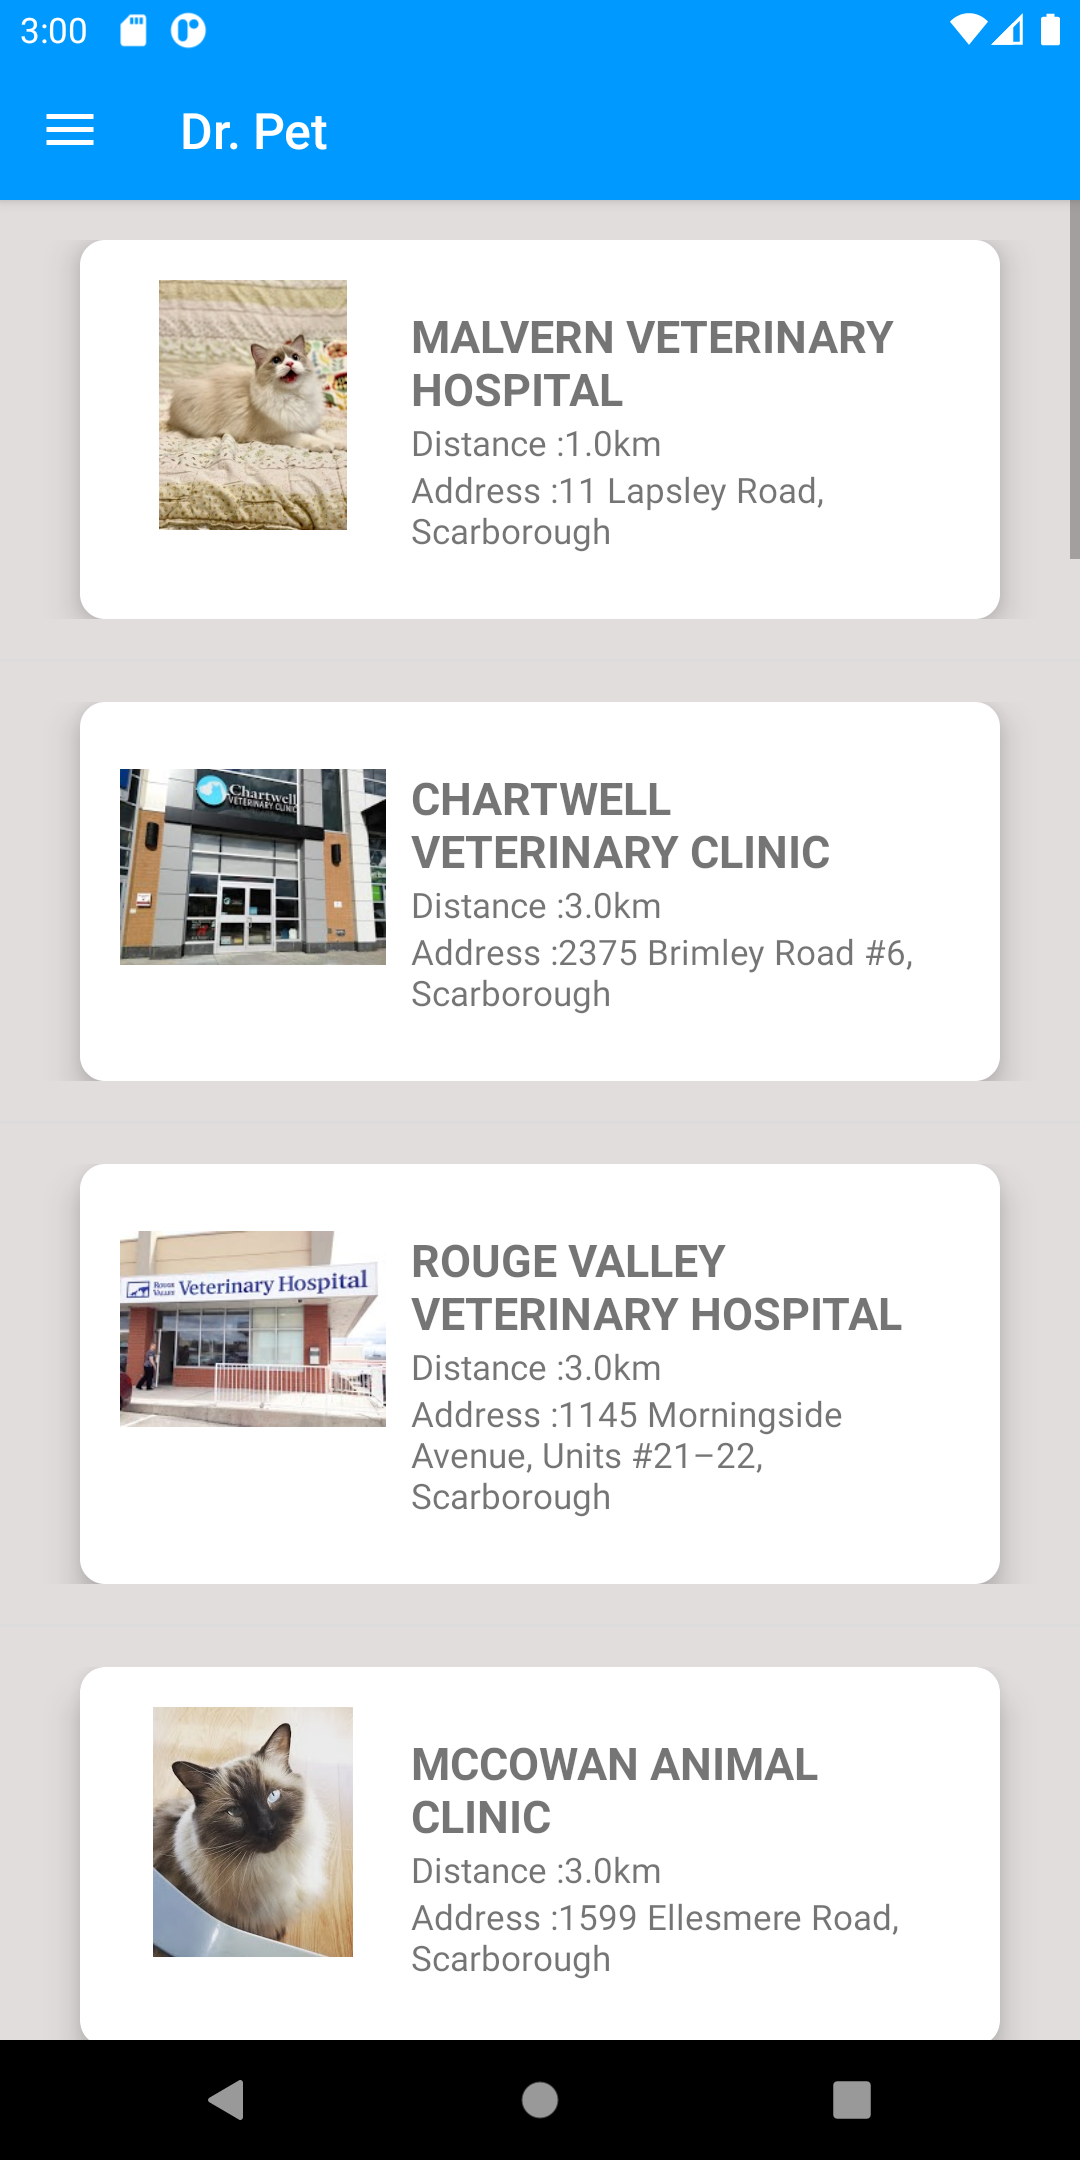 3:00
Dr. Pet
MALVERN VETERINARY
HOSPITAL
Distance :1.0km
Address :11 Lapsley Road,
Scarborough
Chartwell
VETERINARY CLINIC
CHARTWELL
VETERINARY CLINIC
Distance :3.0km
Address :2375 Brimley Road #6,
Scarborough
ROUGE VALLEY Veterinary Hospital
ROUGE VALLEY
VETERINARY HOSPITAL
Distance :3.0km
Address :1145 Morningside
Avenue, Units #21–22,
Scarborough
MCCOWAN ANIMAL
CLINIC
Distance :3.0km
Address :1599 Ellesmere Road,
Scarborough